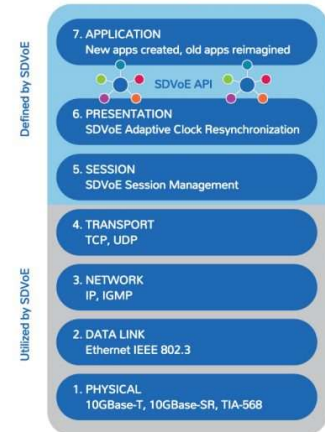 Defined by SDVoE
7. APPLICATION
New apps created, old apps reimagined
SDVoE API
6. PRESENTATION
SDVoE Adaptive Clock Resynchronization
5. SESSION
SDVoE Session Management
Utilized by SDVoE
4. TRANSPORT
TCP, UDP
3. NETWORK
IP, IGMP
2. DATA LINK
Ethernet IEEE 802.3
1. PHYSICAL
10GBase-T, 10GBase-SR, TIA-568